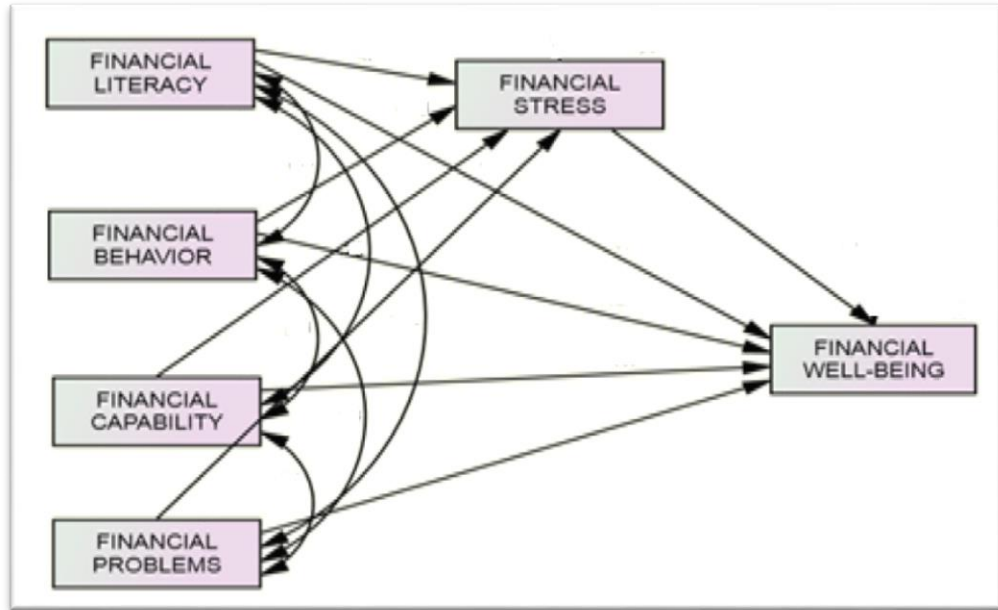 FINANCIAL
LITERACY
FINANCIAL
STRESS
FINANCIAL
BEHAVIOR
FINANCIAL
WELL-BEING
FINANCIAL
CAPABILITY
FINANCIAL
PROBLEMS